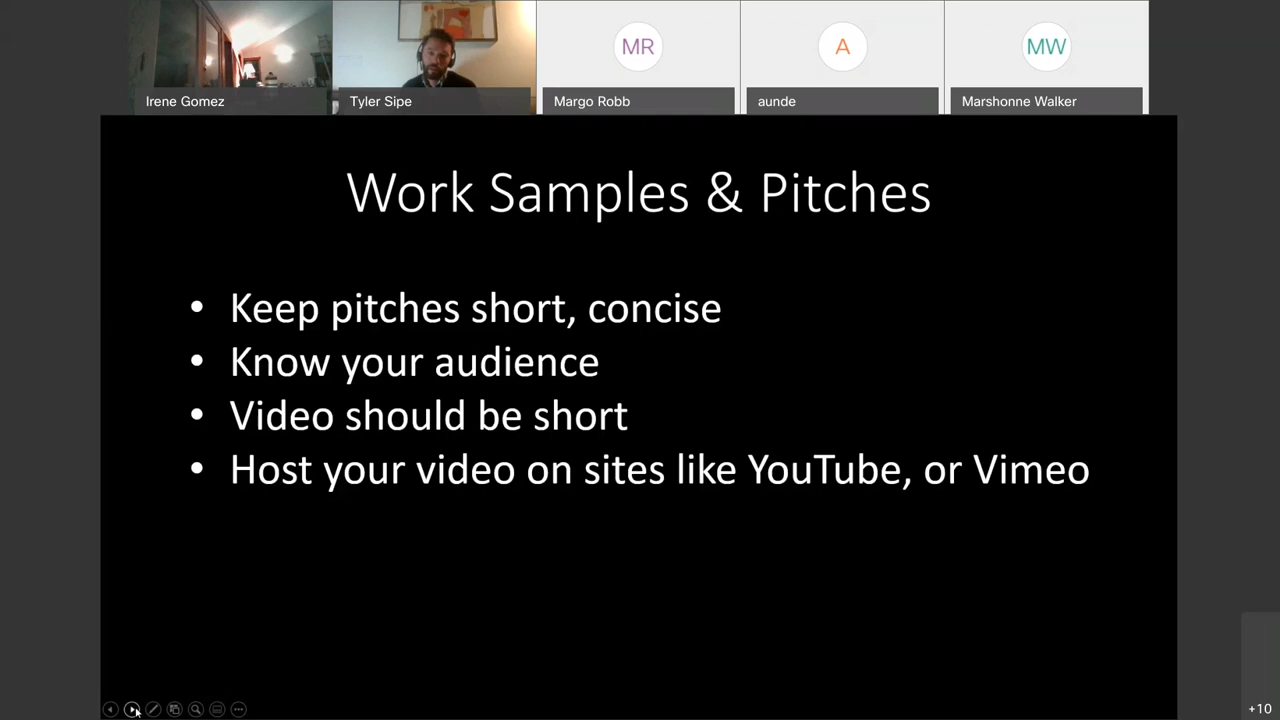 MR
A
MW
Irene Gomez
Tyler Sipe
Margo Robb
aunde
Marshonne Walker
Work Samples & Pitches
• Keep pitches short, concise
• Know your audience
• Video should be short
• Host your video on sites like YouTube, or Vimeo
+10